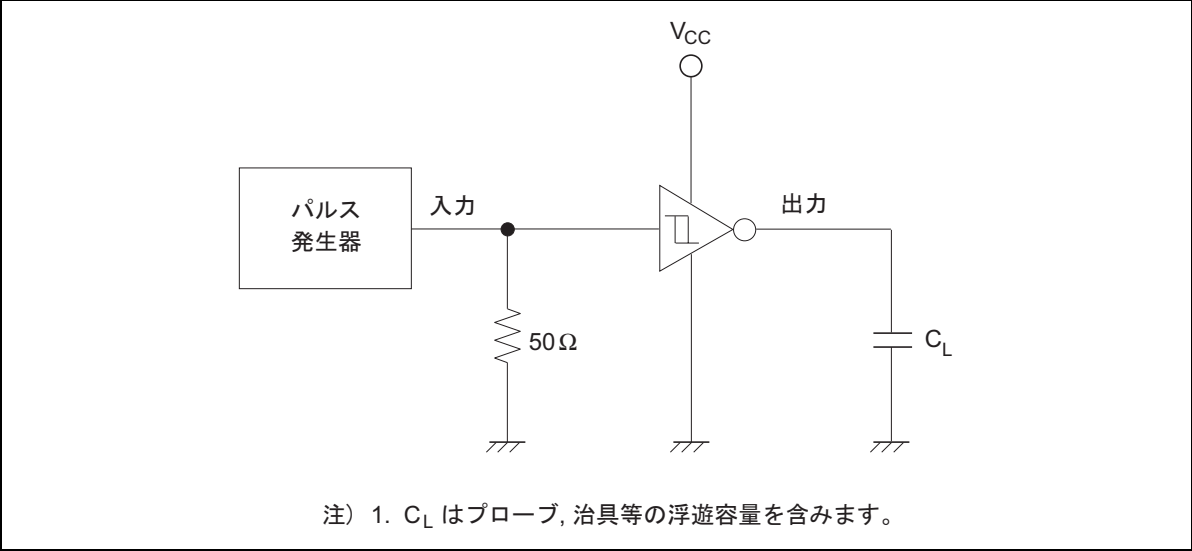 VCC
パルス
発生器
入力
出力
50Ω
CL
注） 1. CL はプローブ, 治具等の浮遊容量を含みます。